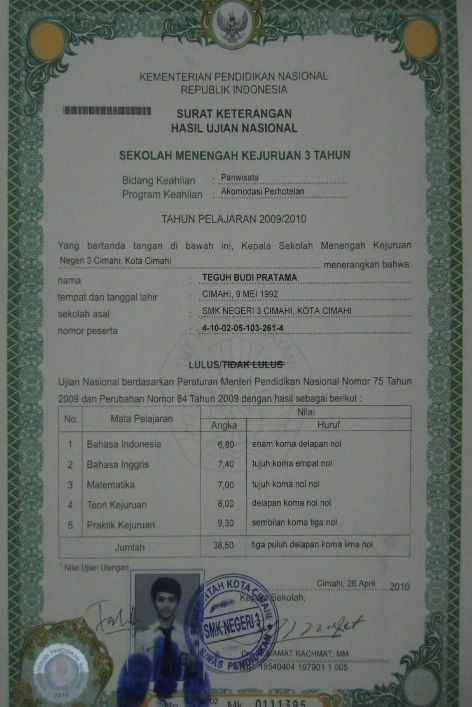 KEMENTERIAN PENDIDIKAN NASIONAL
REPUBLIK INDONESIA
SURAT KETERANGAN
HASIL UJIAN NASIONAL
SEKOLAH MENENGAH KEJURUAN 3 TAHUN
Bidang Keahlian : Pariwisata
Program Keahlian : Akomodasi Perhotelan
TAHUN PELAJARAN 2009/2010
Yang bertanda tangan di bawah ini, Kepala Sekolah Menengah Kejuruan
Negeri 3 Cimahi, Kota Cimahi menerangkan bahwa:
nama : TEGUH BUDI PRATAMA
tempat dan tanggal lahir : CIMAHI, 9 MEI 1992
sekolah asal : SMK NEGERI 3 CIMAHI, KOTA CIMAHI
nomor peserta : 4-10-02-05-103-261-4
LULUS/TIDAK LULUS
Ujian Nasional berdasarkan Peraturan Menteri Pendidikan Nasional Nomor 75 Tahun
2009 dan Perubahan Nomor 84 Tahun 2009 dengan hasil sebagai berikut :
No. Mata Pelajaran Nilai
Angka Huruf
1 Bahasa Indonesia 6,80 enam koma delapan nol
2 Bahasa Inggris 7,40 tujuh koma empat nol
3 Matematika 7,00 tujuh koma nol nol
4 Teori Kejuruan 8,00 delapan koma nol nol
5 Praktik Kejuruan 9,30 sembilan koma tiga nol
Jumlah 38,50 tiga puluh delapan koma lima nol
*) Nilai Ujian Ulangan
Cimahi, 26 April 2010
Kepala Sekolah,
KOTA CIMAHI
SMK NEGERI 3
DINAS PENDIDIKAN
RACHMAT, MM
19540404 197901 1 005
2010
No. 02 Mk 0111395